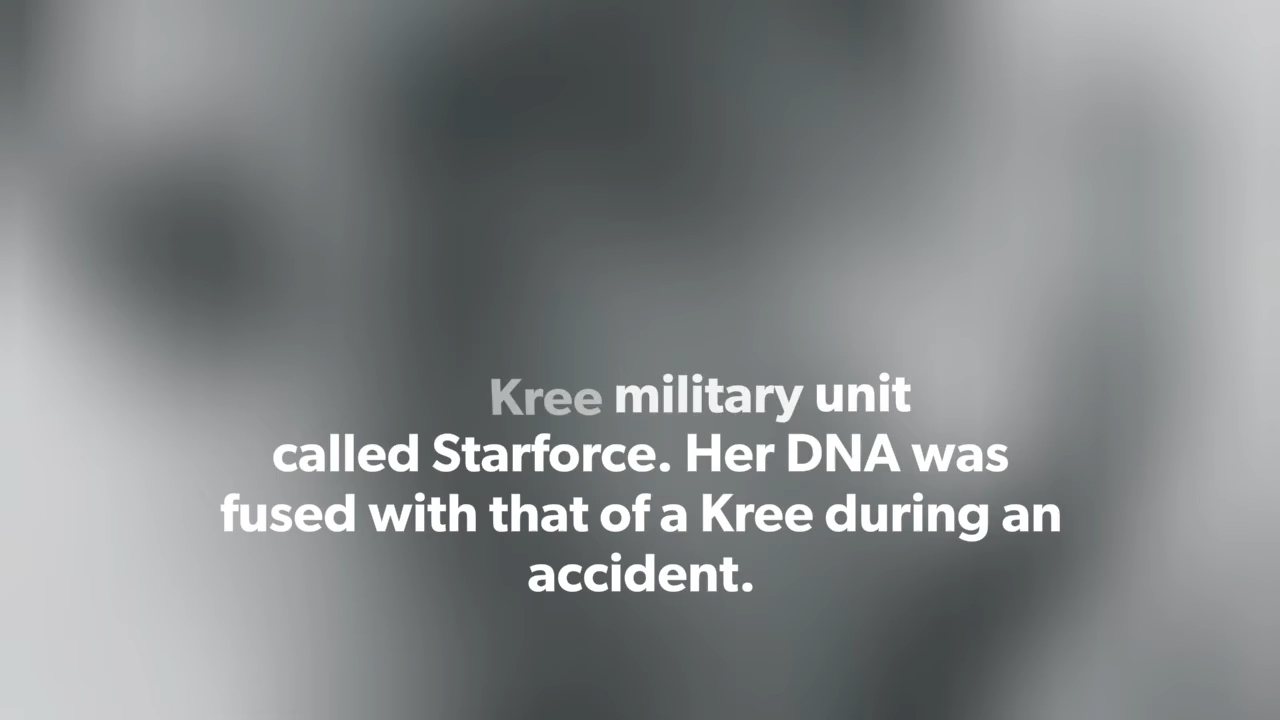 Kree military unit
called Starforce. Her DNA was
fused with that of a Kree during an
accident.